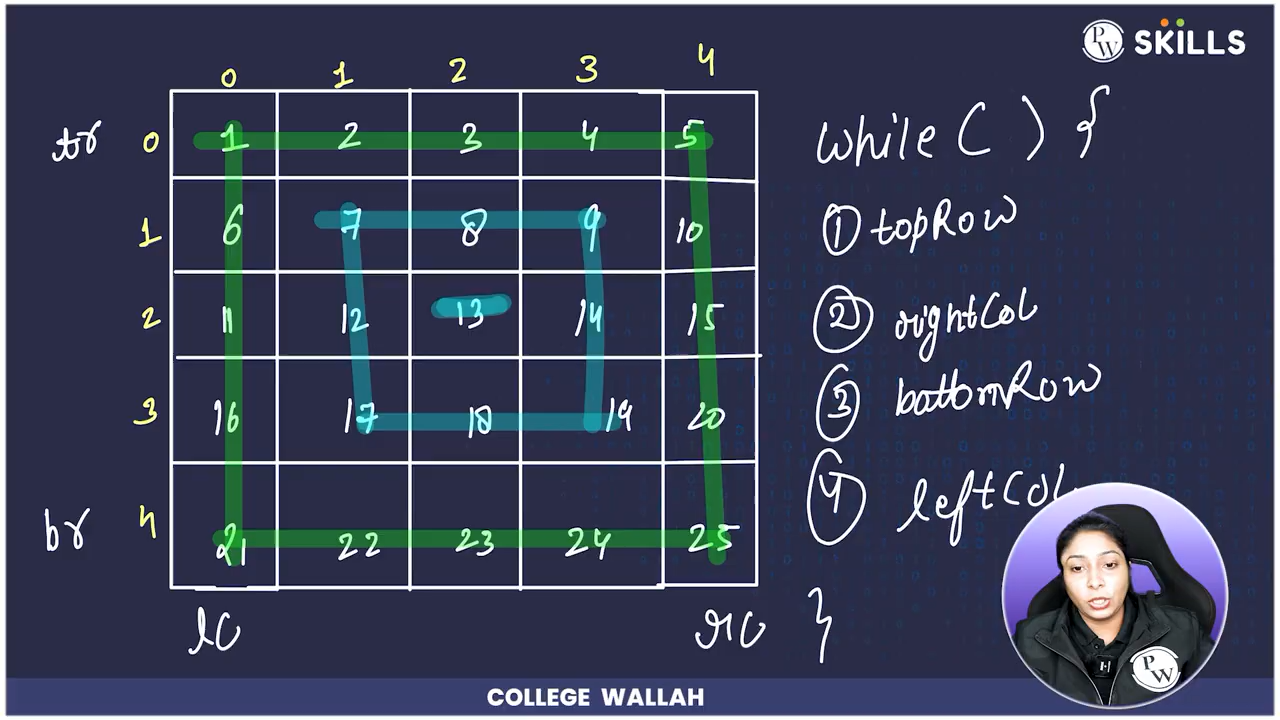 PW SKILLS
0 1 2 3 4
tr 0 1 2 3 4 5
1 6 7 8 9 10
2 11 12 13 14 15
3 16 17 18 19 20
br 4 21 22 23 24 25
lc rc
while ( ) {
① topRow
② rightCol
③ bottomRow
④ leftCol
}
PW
COLLEGE WALLAH